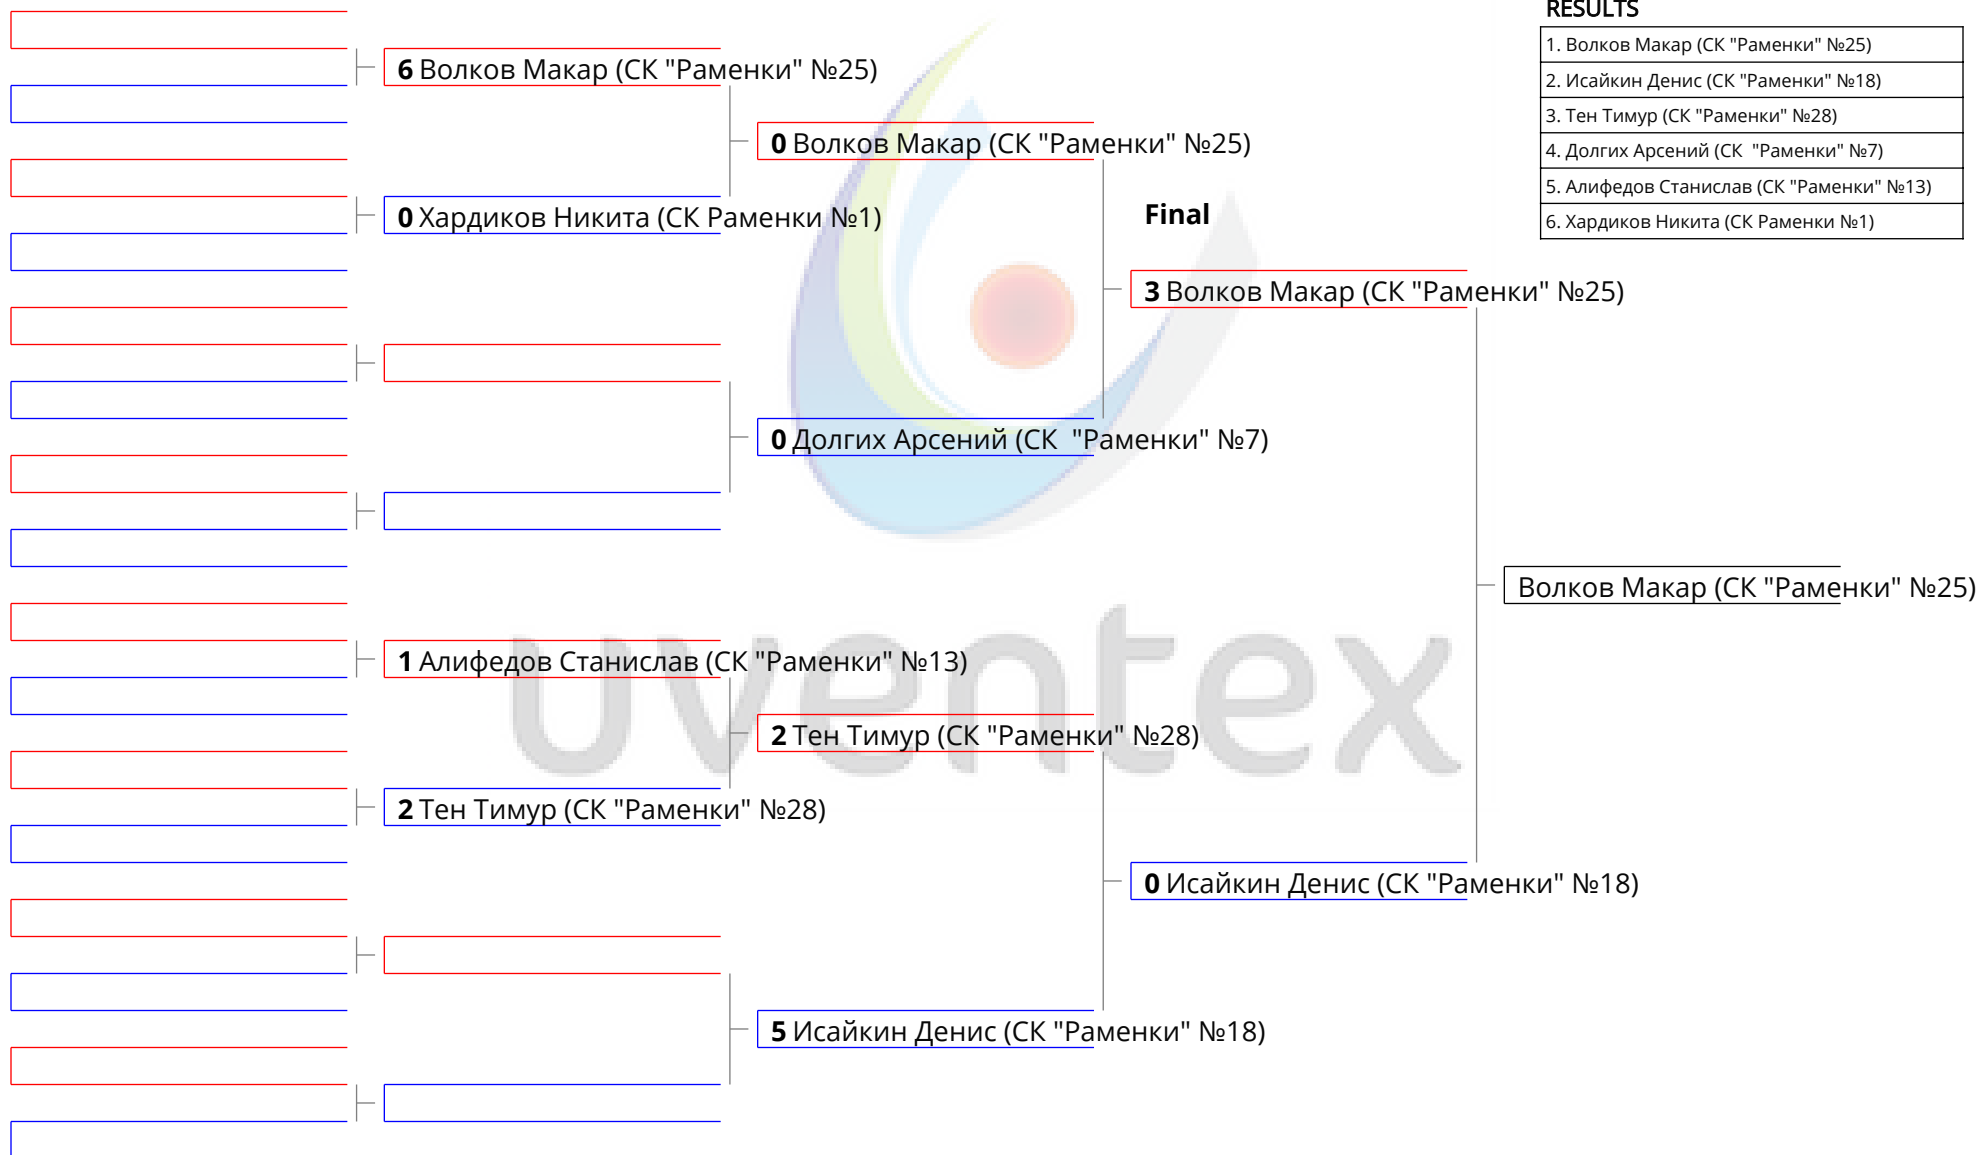 RESULTS
1. Волков Макар (СК "Раменки" №25)
2. Исайкин Денис (СК "Раменки" №18)
3. Тен Тимур (СК "Раменки" №28)
4. Долгих Арсений (СК  "Раменки" №7)
5. Алифедов Станислав (СК "Раменки" №13)
6. Хардиков Никита (СК Раменки №1)
6 Волков Макар (СК "Раменки" №25)
0 Хардиков Никита (СК Раменки №1)
1 Алифедов Станислав (СК "Раменки" №13)
2 Тен Тимур (СК "Раменки" №28)
0 Волков Макар (СК "Раменки" №25)
0 Долгих Арсений (СК  "Раменки" №7)
2 Тен Тимур (СК "Раменки" №28)
5 Исайкин Денис (СК "Раменки" №18)
Final
3 Волков Макар (СК "Раменки" №25)
0 Исайкин Денис (СК "Раменки" №18)
Волков Макар (СК "Раменки" №25)
uventex